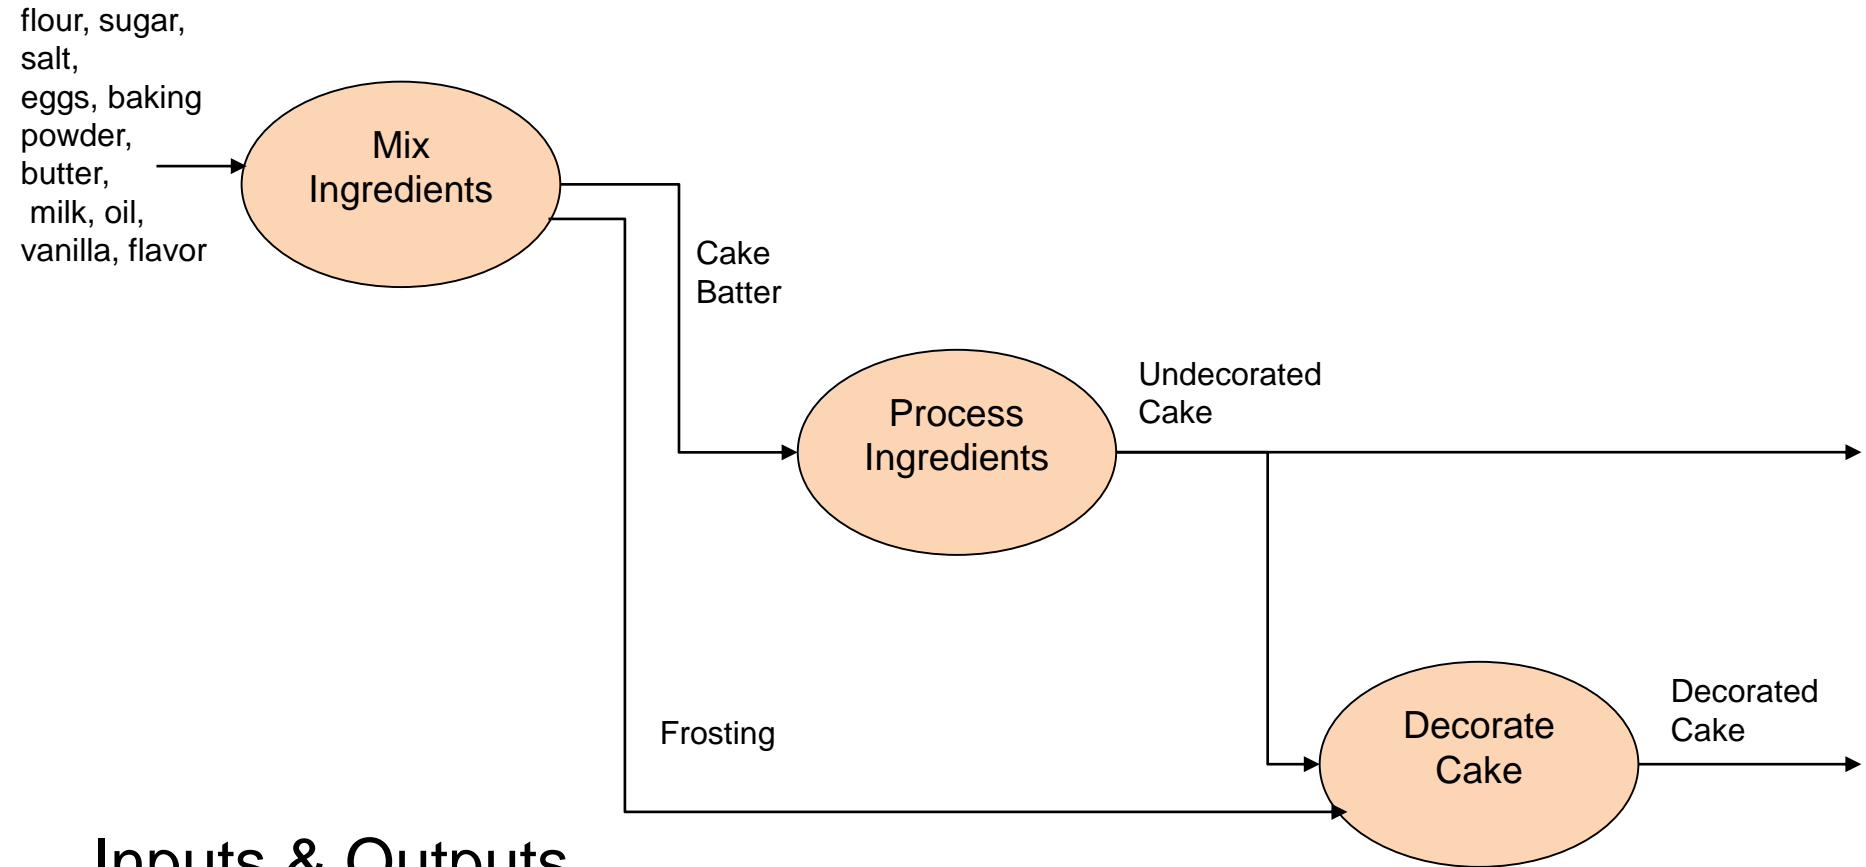 flour, sugar,
salt,
eggs, baking
powder,
butter,
milk, oil,
vanilla, flavor
Mix
Ingredients
Cake
Batter
Process
Ingredients
Undecorated
Cake
Frosting
Decorate
Cake
Decorated
Cake
Inputs & Outputs